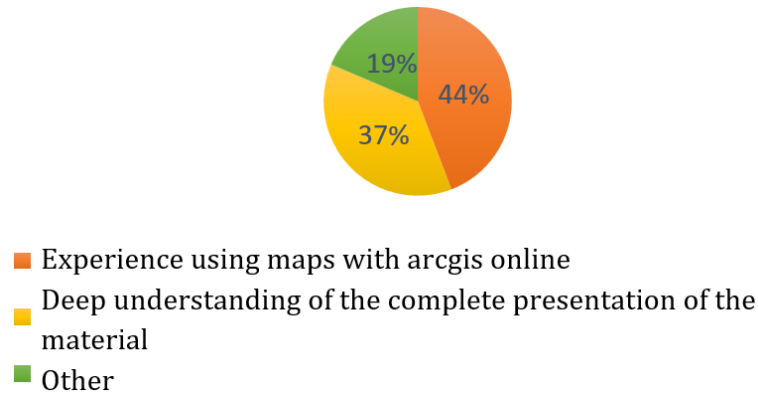 19%
44%
37%
Experience using maps with arcgis online
Deep understanding of the complete presentation of the
material
Other